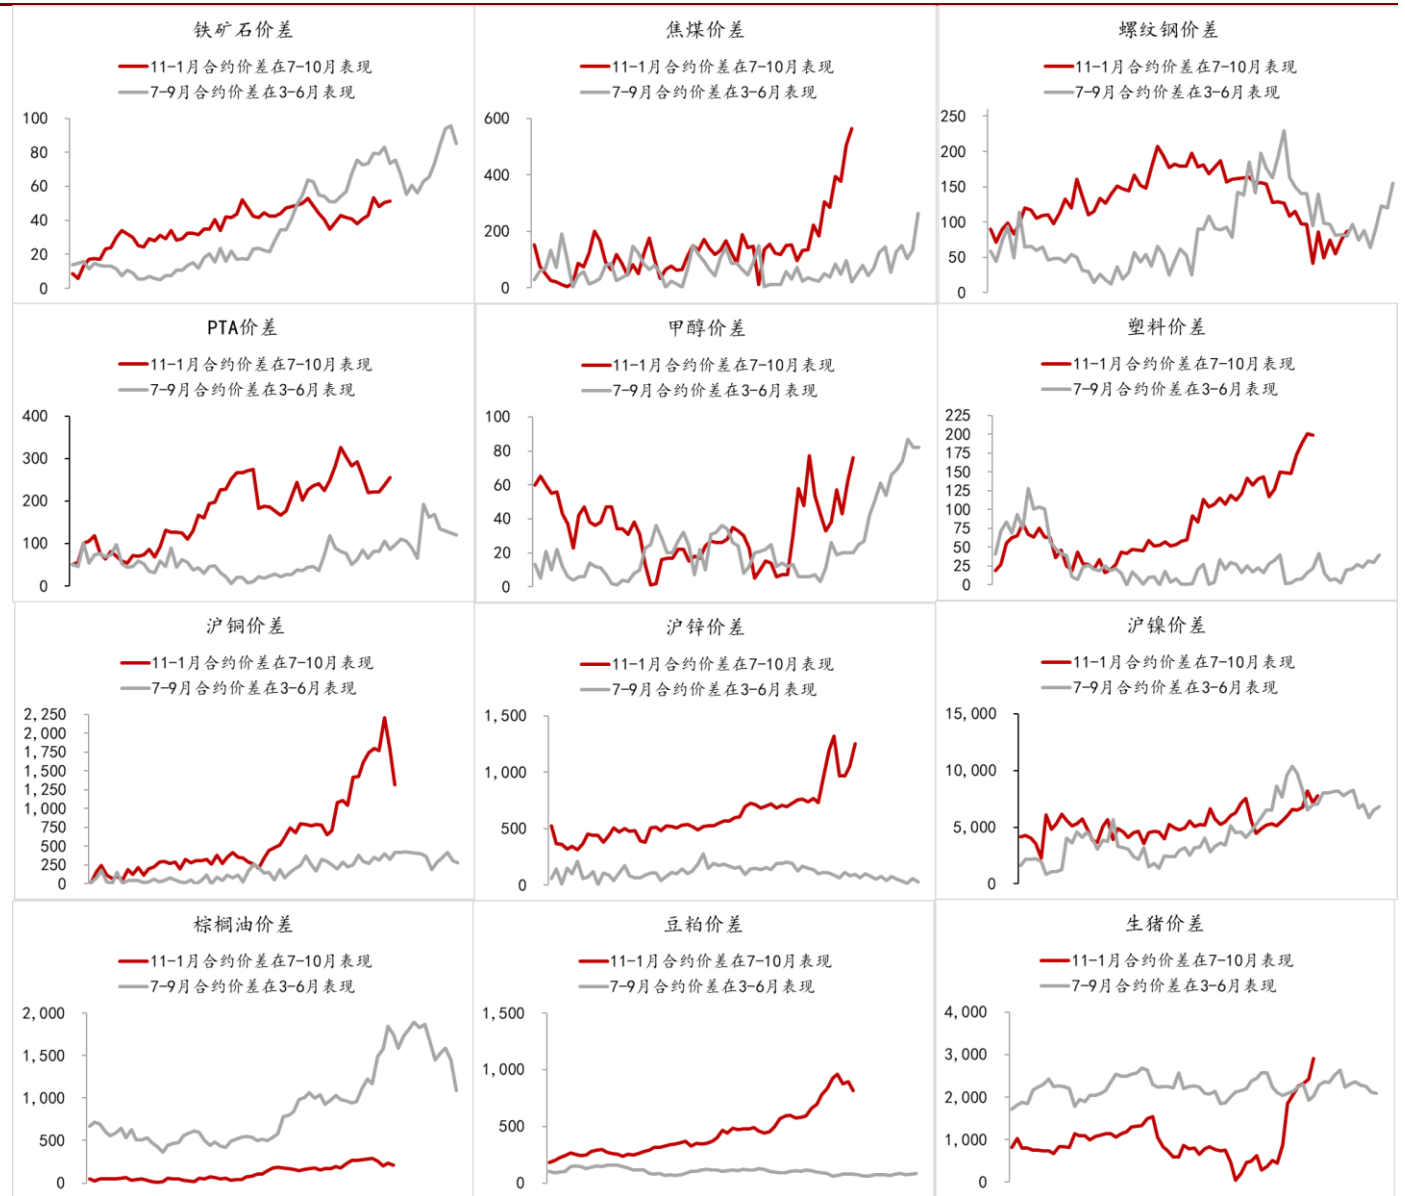 铁矿石价差
11-1月合约价差在7-10月表现
7-9月合约价差在3-6月表现
100
80
60
40
20
0
焦煤价差
11-1月合约价差在7-10月表现
7-9月合约价差在3-6月表现
600
400
200
0
螺纹钢价差
11-1月合约价差在7-10月表现
7-9月合约价差在3-6月表现
250
200
150
100
50
0
PTA价差
11-1月合约价差在7-10月表现
7-9月合约价差在3-6月表现
400
300
200
100
0
甲醇价差
11-1月合约价差在7-10月表现
7-9月合约价差在3-6月表现
100
80
60
40
20
0
塑料价差
11-1月合约价差在7-10月表现
7-9月合约价差在3-6月表现
225
200
175
150
125
100
75
50
25
0
沪铜价差
11-1月合约价差在7-10月表现
7-9月合约价差在3-6月表现
2,250
2,000
1,750
1,500
1,250
1,000
750
500
250
0
沪锌价差
11-1月合约价差在7-10月表现
7-9月合约价差在3-6月表现
1,500
1,000
500
0
沪镍价差
11-1月合约价差在7-10月表现
7-9月合约价差在3-6月表现
15,000
10,000
5,000
0
棕榈油价差
11-1月合约价差在7-10月表现
7-9月合约价差在3-6月表现
2,000
1,500
1,000
500
0
豆粕价差
11-1月合约价差在7-10月表现
7-9月合约价差在3-6月表现
1,500
1,000
500
0
生猪价差
11-1月合约价差在7-10月表现
7-9月合约价差在3-6月表现
4,000
3,000
2,000
1,000
0